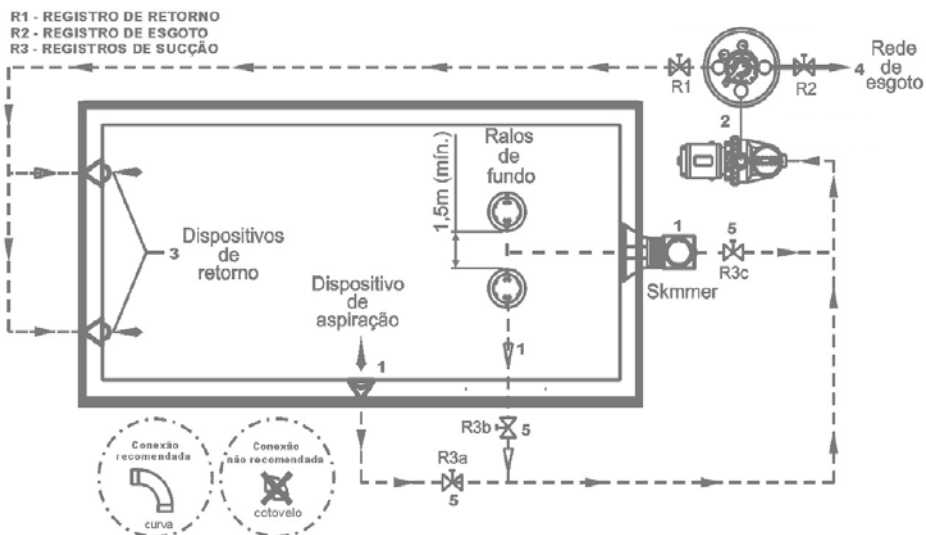 R1 - REGISTRO DE RETORNO
R2 - REGISTRO DE ESGOTO
R3 - REGISTROS DE SUCÇÃO
R1
R2
4
Rede
de
esgoto
2
Ralos
de
fundo
1,5m (mín.)
1
5
R3c
Skmmer
3
Dispositivos
de
retorno
Dispositivo
de
aspiração
1
1
R3b
5
R3a
5
Conexão
recomendada
curva
Conexão
não recomendada
cotovelo